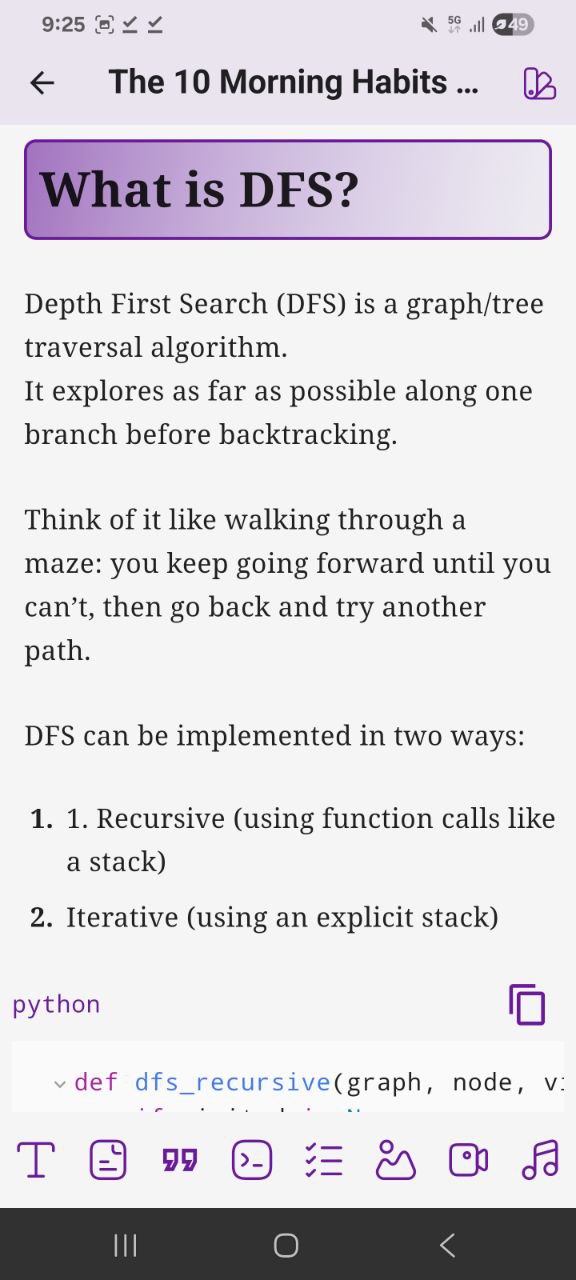 9:25
5G
49
The 10 Morning Habits ...
What is DFS?
Depth First Search (DFS) is a graph/tree
traversal algorithm.
It explores as far as possible along one
branch before backtracking.
Think of it like walking through a
maze: you keep going forward until you
can’t, then go back and try another
path.
DFS can be implemented in two ways:
1. 1. Recursive (using function calls like
a stack)
2. Iterative (using an explicit stack)
python
def dfs_recursive(graph, node, vi